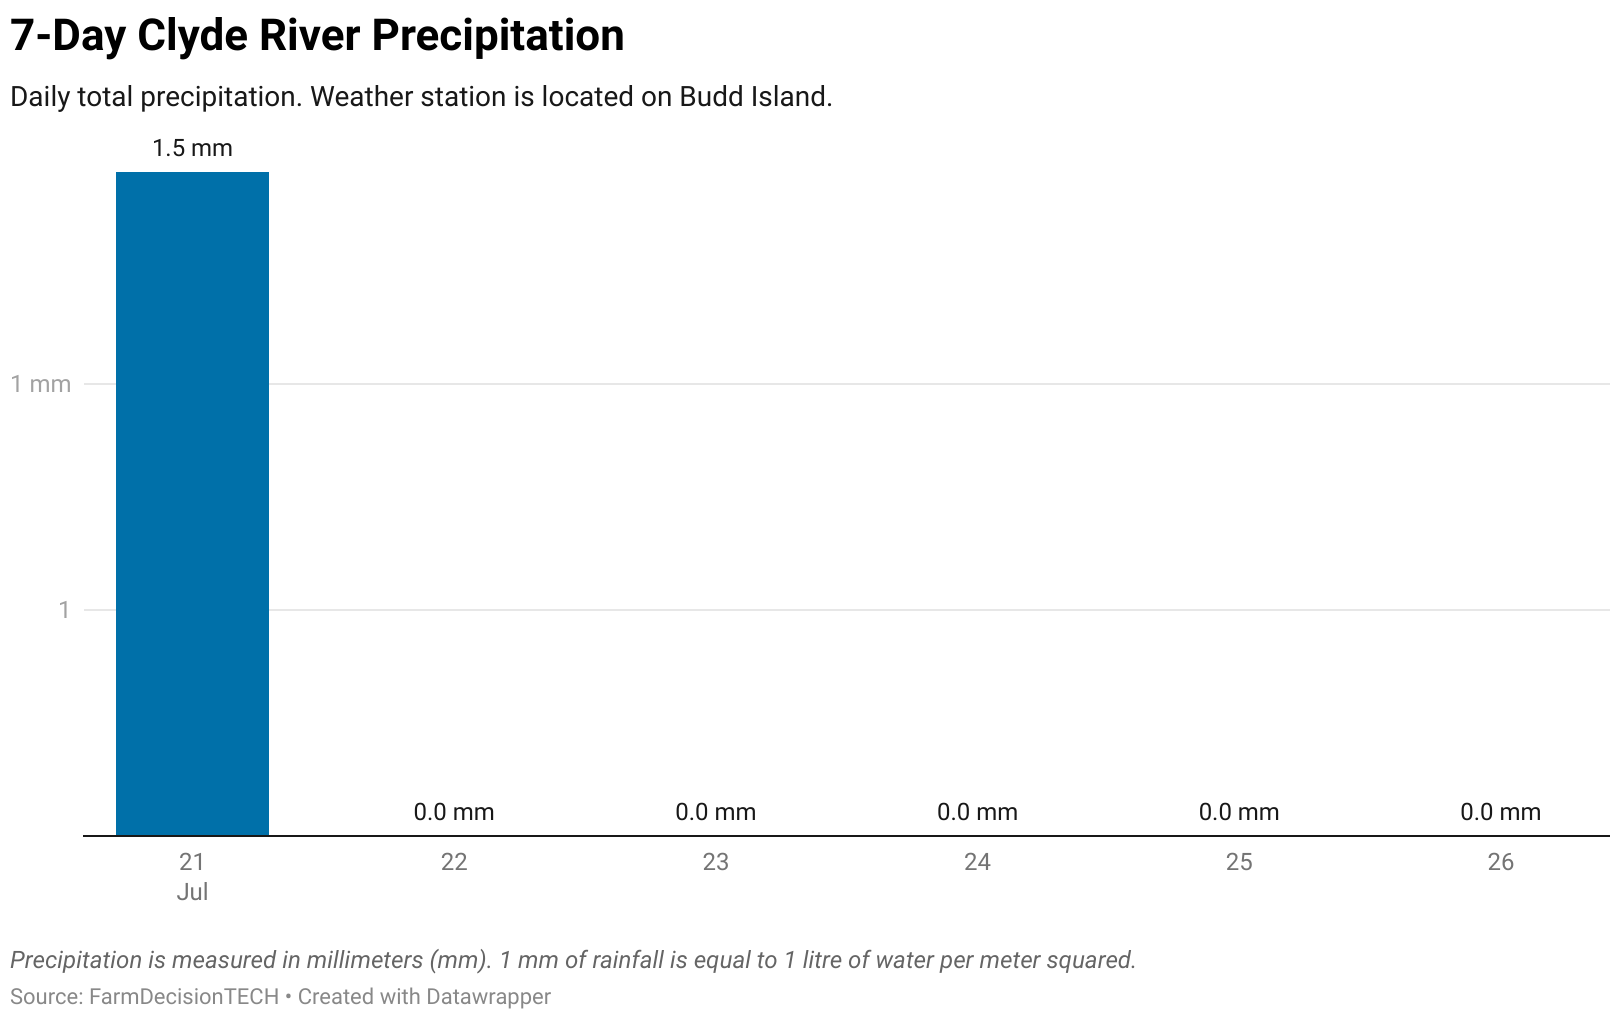 7-Day Clyde River Precipitation
Daily total precipitation. Weather station is located on Budd Island.
1.5 mm
1 mm
1
0.0 mm 0.0 mm 0.0 mm 0.0 mm 0.0 mm
21 22 23 24 25 26
Jul
Precipitation is measured in millimeters (mm). 1 mm of rainfall is equal to 1 litre of water per meter squared.
Source: FarmDecisionTECH • Created with Datawrapper